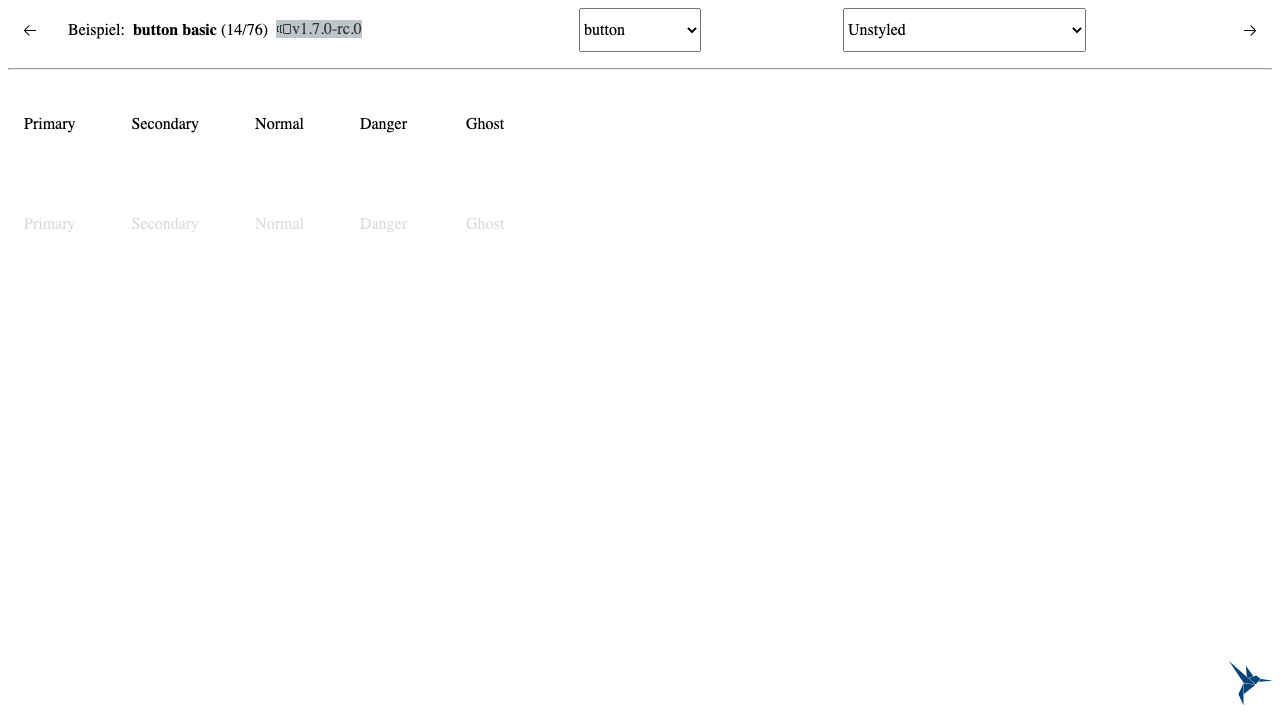 Beispiel: button basic (14/76) v1.7.0-rc.0 button Unstyled
Primary Secondary Normal Danger Ghost
Primary Secondary Normal Danger Ghost